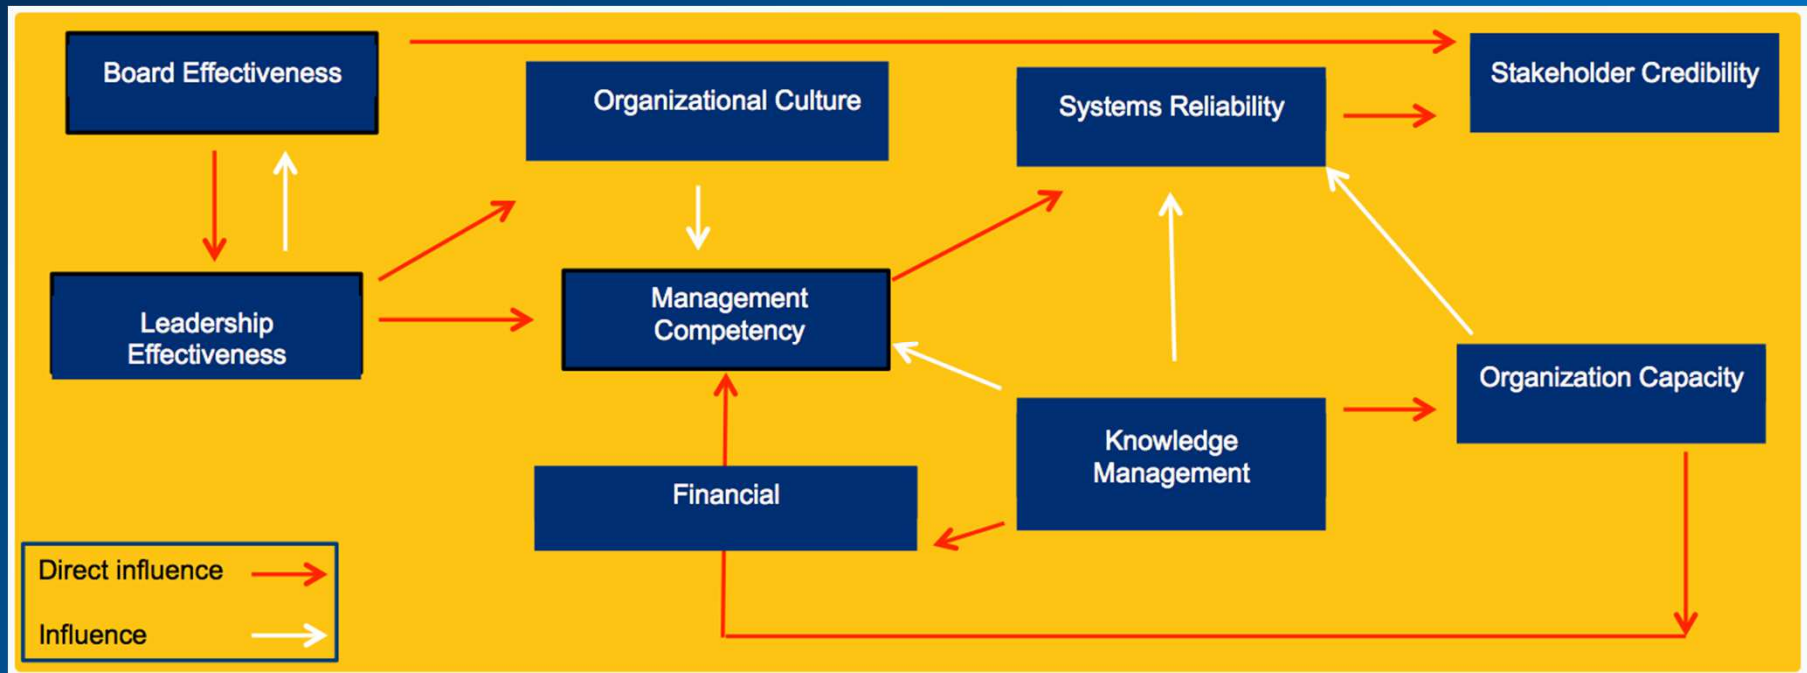 Board Effectiveness
Organizational Culture
Systems Reliability
Stakeholder Credibility
Leadership
Effectiveness
Management
Competency
Organization Capacity
Knowledge
Management
Financial
Direct influence
Influence